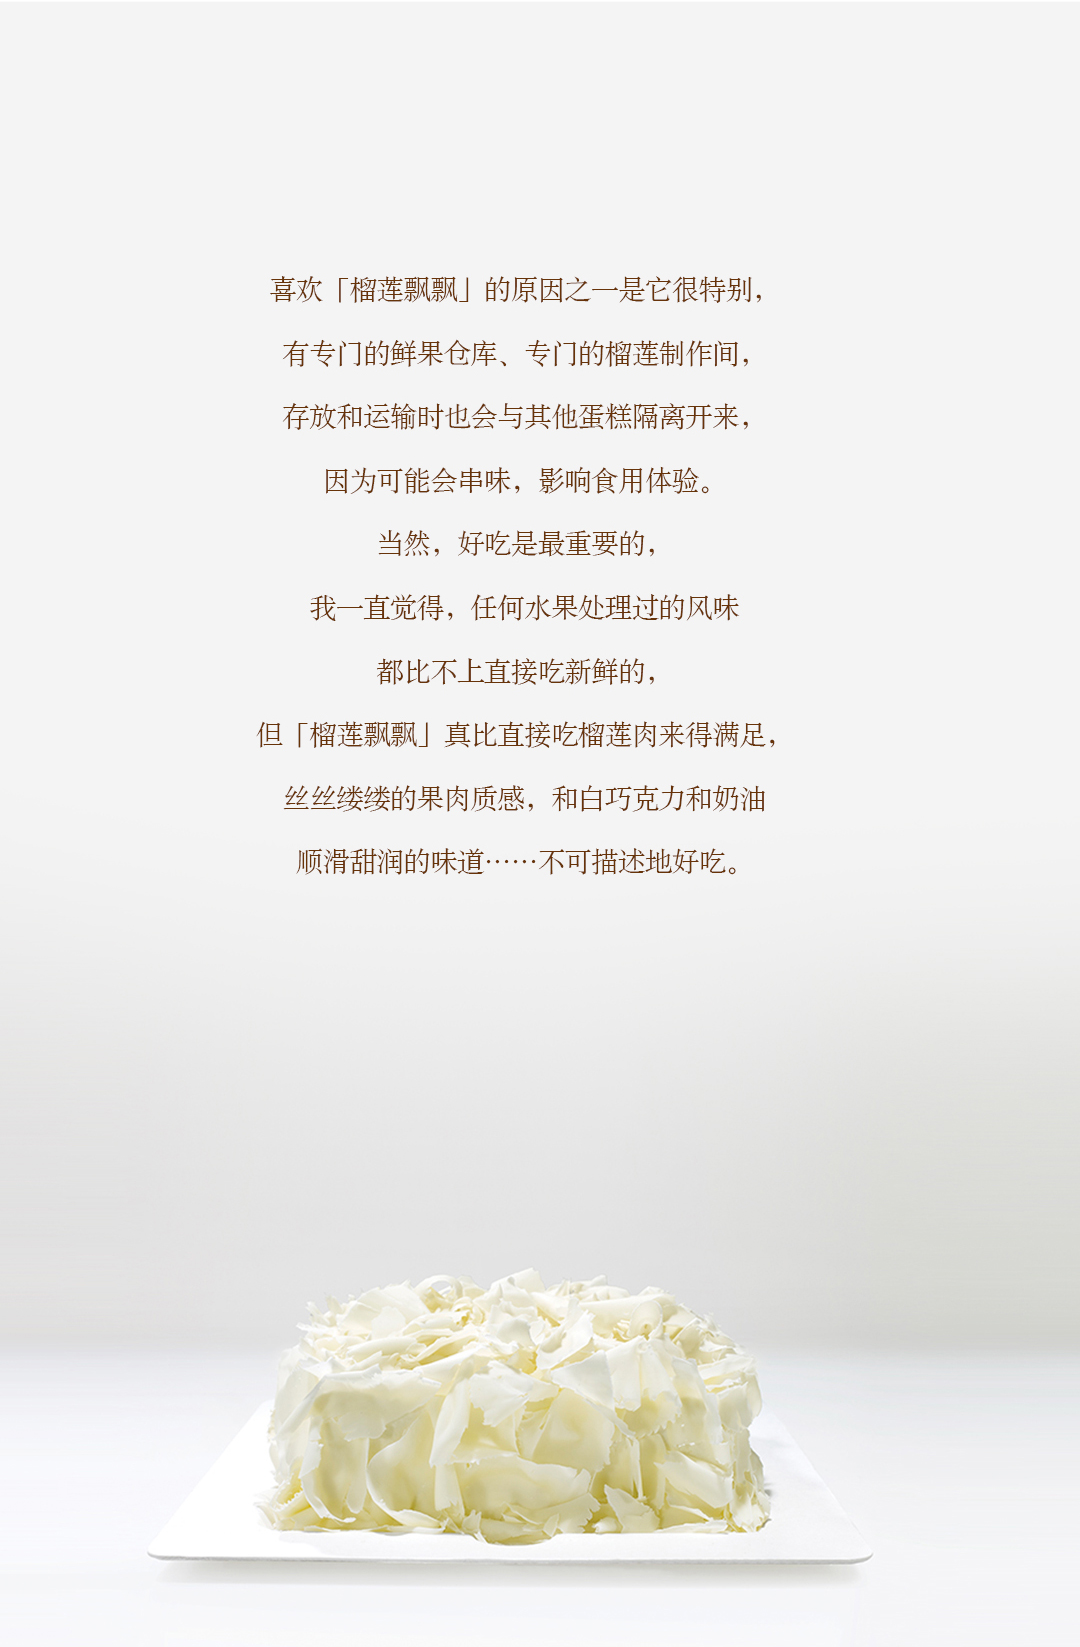 喜欢「榴莲飘飘」的原因之一是它很特别，
有专门的鲜果仓库、专门的榴莲制作间，
存放和运输时也会与其他蛋糕隔离开来，
因为可能会串味，影响食用体验。
当然，好吃是最重要的，
我一直觉得，任何水果处理过的风味
都比不上直接吃新鲜的，
但「榴莲飘飘」真比直接吃榴莲肉来得满足，
丝丝缕缕的果肉质感，和白巧克力和奶油
顺滑甜润的味道……不可描述地好吃。